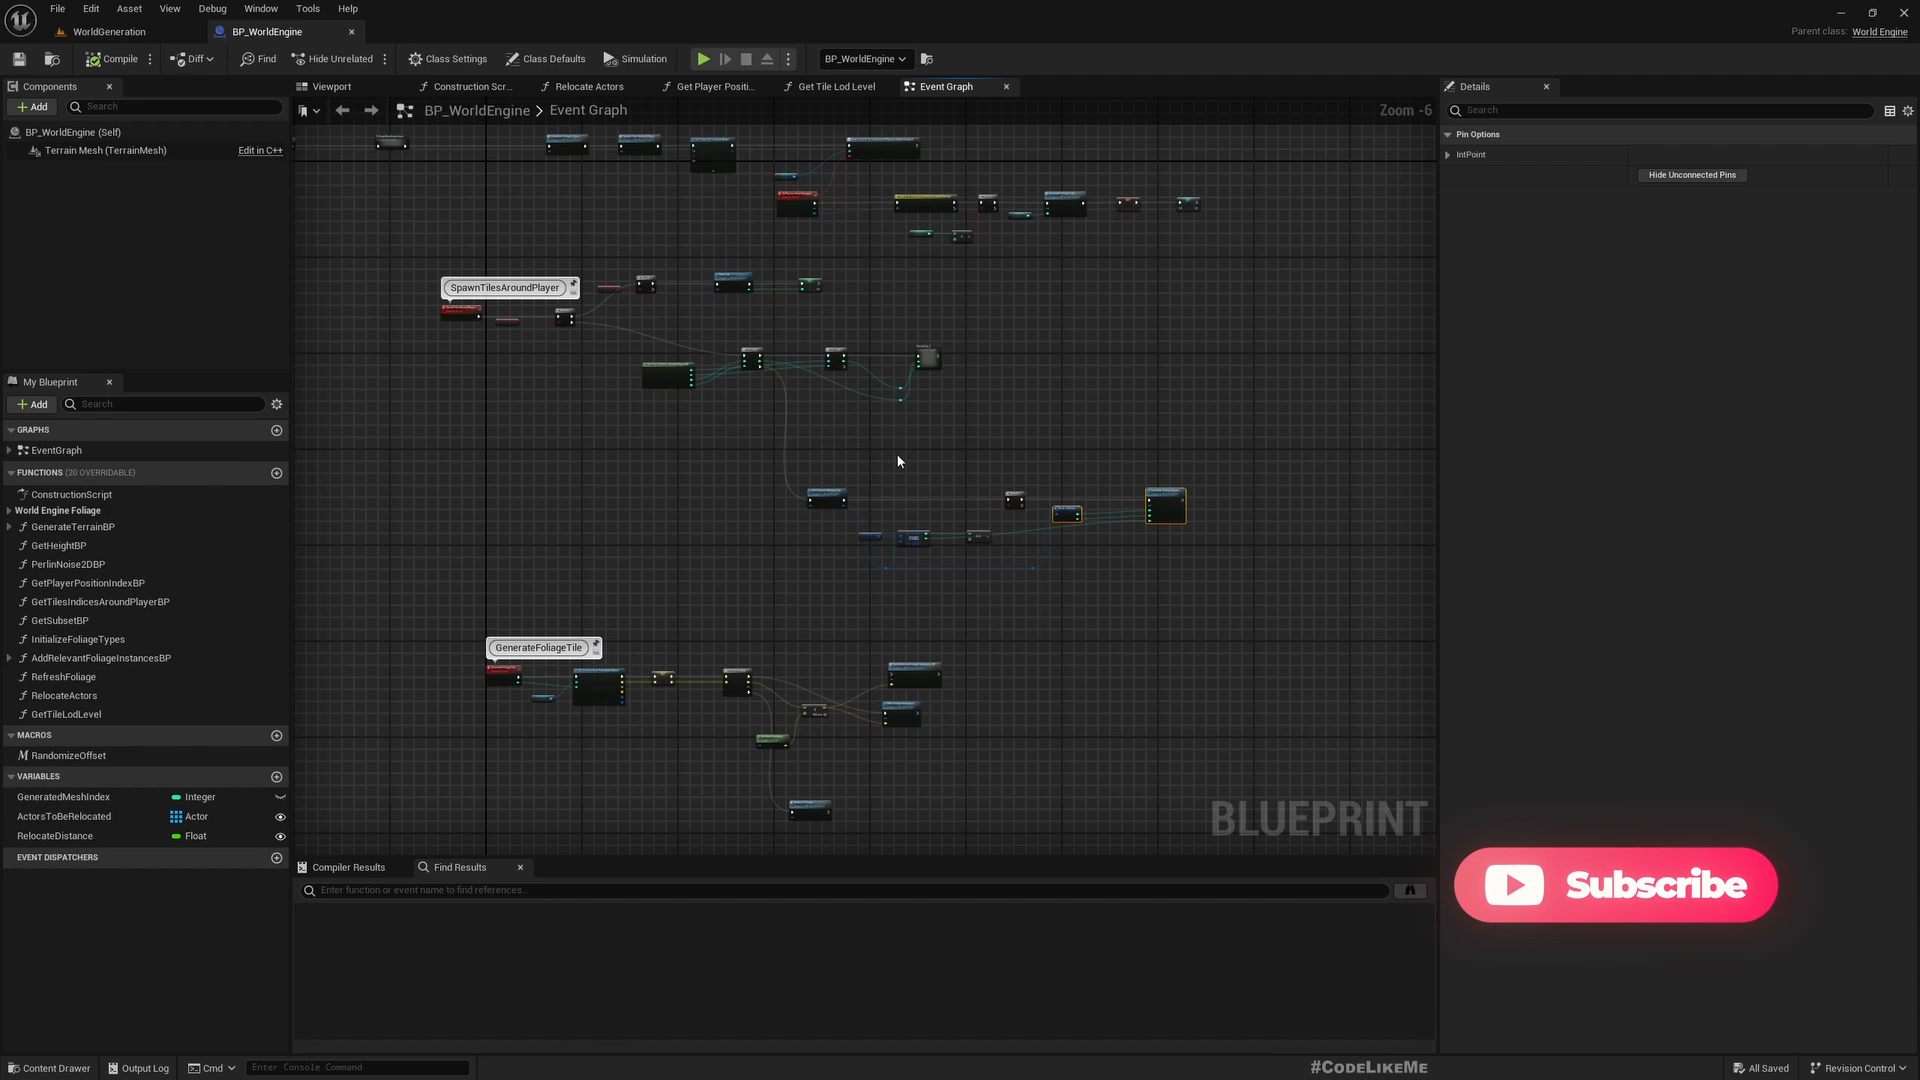 File Edit Asset View Debug Window Tools Help
WorldGeneration BP_WorldEngine
Parent class: World Engine
Compile Diff Find Hide Unrelated Class Settings Class Defaults Simulation BP_WorldEngine
Components
Add Search
BP_WorldEngine (Self)
Terrain Mesh (TerrainMesh) Edit in C++
My Blueprint
Add Search
GRAPHS
EventGraph
FUNCTIONS (20 OVERRIDABLE)
ConstructionScript
World Engine Foliage
GenerateTerrainBP
GetHeightBP
PerlinNoise2DBP
GetPlayerPositionIndexBP
GetTilesIndicesAroundPlayerBP
GetSubsetBP
InitializeFoliageTypes
AddRelevantFoliageInstancesBP
RefreshFoliage
RelocateActors
GetTileLodLevel
MACROS
RandomizeOffset
VARIABLES
GeneratedMeshIndex Integer
ActorsToBeRelocated Actor
RelocateDistance Float
EVENT DISPATCHERS
Viewport Construction Scr... Relocate Actors Get Player Positi... Get Tile Lod Level Event Graph
BP_WorldEngine > Event Graph Zoom -6
SpawnTilesAroundPlayer
FIND
GenerateFoliageTile
BLUEPRINT
Compiler Results Find Results
Enter function or event name to find references...
Details
Search
Pin Options
IntPoint
Hide Unconnected Pins
Subscribe
Content Drawer Output Log Cmd Enter Console Command
#CodeLikeMe
All Saved Revision Control